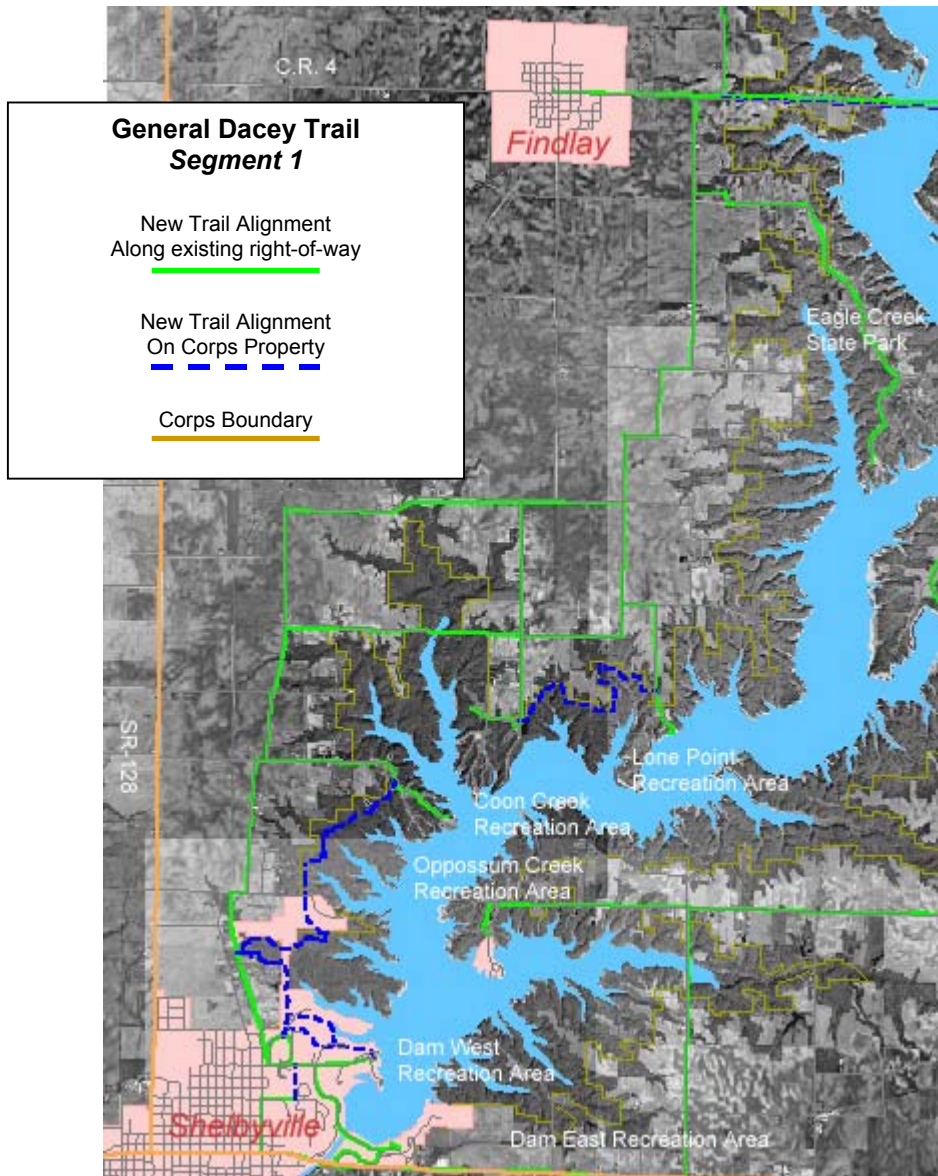 C.R. 4
General Dacey Trail
Segment 1
Findlay
New Trail Alignment
Along existing right-of-way
New Trail Alignment
On Corps Property
Corps Boundary
Eagle Creek
State Park
SR-128
Lone Point
Recreation Area
Coon Creek
Recreation Area
Oppossum Creek
Recreation Area
Dam West
Recreation Area
Shelbyville
Dam East Recreation Area